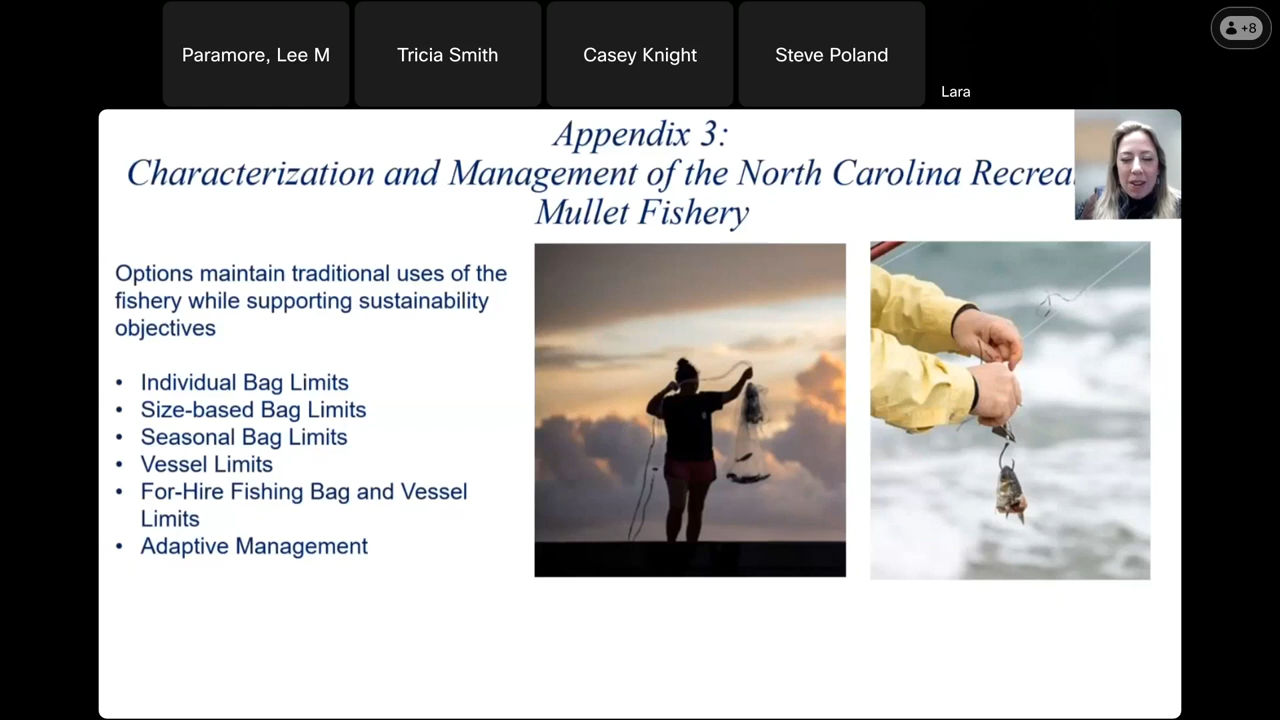 Paramore, Lee M
Tricia Smith
Casey Knight
Steve Poland
+8
Lara
Appendix 3:
Characterization and Management of the North Carolina
Mullet Fishery
Options maintain traditional uses of the
fishery while supporting sustainability
objectives
• Individual Bag Limits
• Size-based Bag Limits
• Seasonal Bag Limits
• Vessel Limits
• For-Hire Fishing Bag and Vessel
Limits
• Adaptive Management